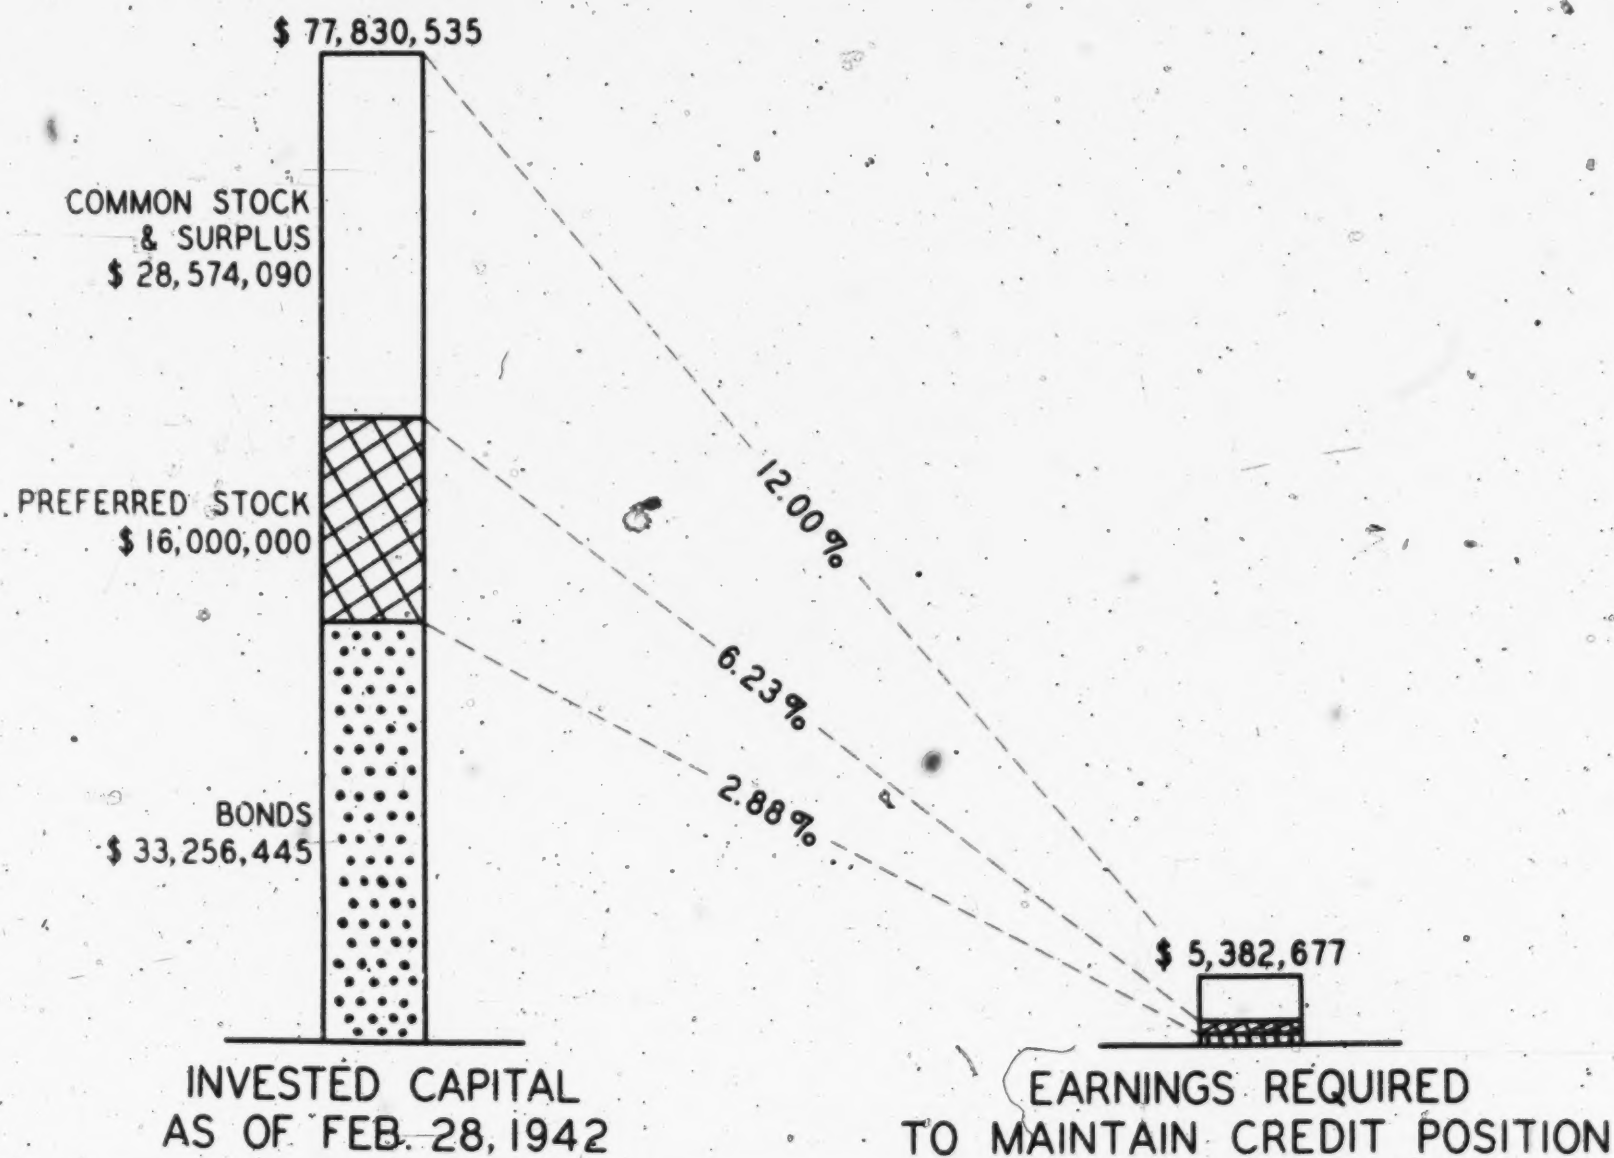 $ 77,830,535
COMMON STOCK
& SURPLUS
$ 28,574,090
PREFERRED STOCK
$ 16,000,000
BONDS
$ 33,256,445
12.00%
6.23%
2.88%
$ 5,382,677
INVESTED CAPITAL
AS OF FEB. 28, 1942
EARNINGS REQUIRED
TO MAINTAIN CREDIT POSITION